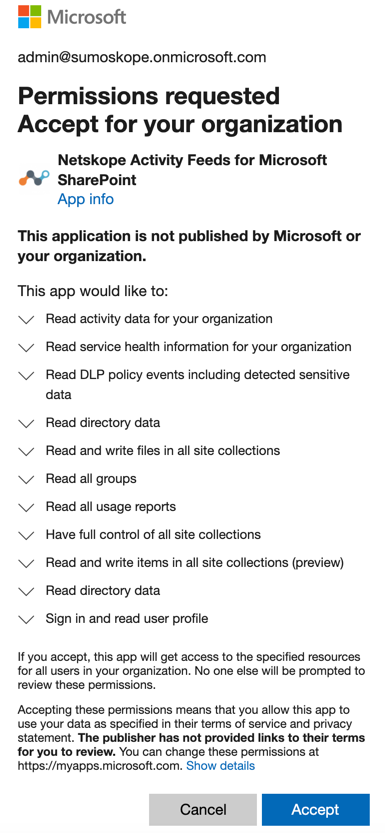 Microsoft
admin@sumoskope.onmicrosoft.com
Permissions requested
Accept for your organization
Netskope Activity Feeds for Microsoft
SharePoint
App info
This application is not published by Microsoft or
your organization.
This app would like to:
Read activity data for your organization
Read service health information for your organization
Read DLP policy events including detected sensitive
data
Read directory data
Read and write files in all site collections
Read all groups
Read all usage reports
Have full control of all site collections
Read and write items in all site collections (preview)
Read directory data
Sign in and read user profile
If you accept, this app will get access to the specified resources
for all users in your organization. No one else will be prompted to
review these permissions.
Accepting these permissions means that you allow this app to
use your data as specified in their terms of service and privacy
statement. The publisher has not provided links to their terms
for you to review. You can change these permissions at
https://myapps.microsoft.com. Show details
Cancel Accept